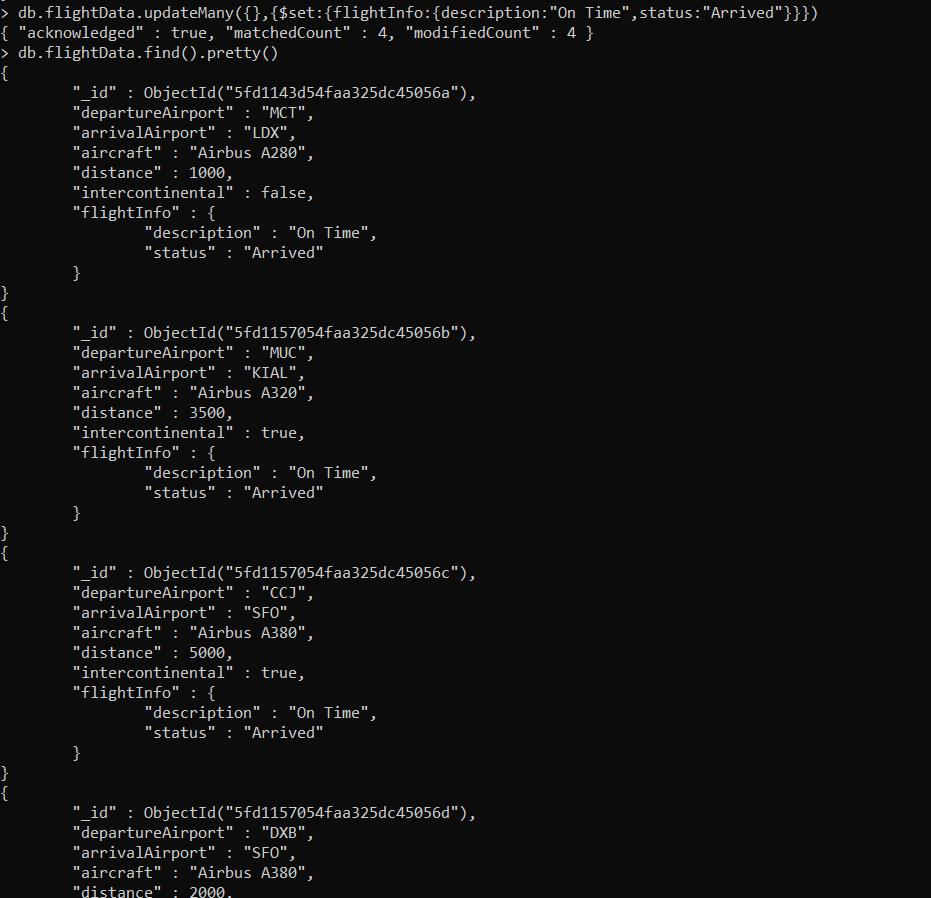 > db.flightData.updateMany({},{$set:{flightInfo:{description:"On Time",status:"Arrived"}}})
{ "acknowledged" : true, "matchedCount" : 4, "modifiedCount" : 4 }
> db.flightData.find().pretty()
{
        "_id" : ObjectId("5fd1143d54faa325dc45056a"),
        "departureAirport" : "MCT",
        "arrivalAirport" : "LDX",
        "aircraft" : "Airbus A280",
        "distance" : 1000,
        "intercontinental" : false,
        "flightInfo" : {
                "description" : "On Time",
                "status" : "Arrived"
        }
}
{
        "_id" : ObjectId("5fd1157054faa325dc45056b"),
        "departureAirport" : "MUC",
        "arrivalAirport" : "KIAL",
        "aircraft" : "Airbus A320",
        "distance" : 3500,
        "intercontinental" : true,
        "flightInfo" : {
                "description" : "On Time",
                "status" : "Arrived"
        }
}
{
        "_id" : ObjectId("5fd1157054faa325dc45056c"),
        "departureAirport" : "CCJ",
        "arrivalAirport" : "SFO",
        "aircraft" : "Airbus A380",
        "distance" : 5000,
        "intercontinental" : true,
        "flightInfo" : {
                "description" : "On Time",
                "status" : "Arrived"
        }
}
{
        "_id" : ObjectId("5fd1157054faa325dc45056d"),
        "departureAirport" : "DXB",
        "arrivalAirport" : "SFO",
        "aircraft" : "Airbus A380",
        "distance" : 2000,